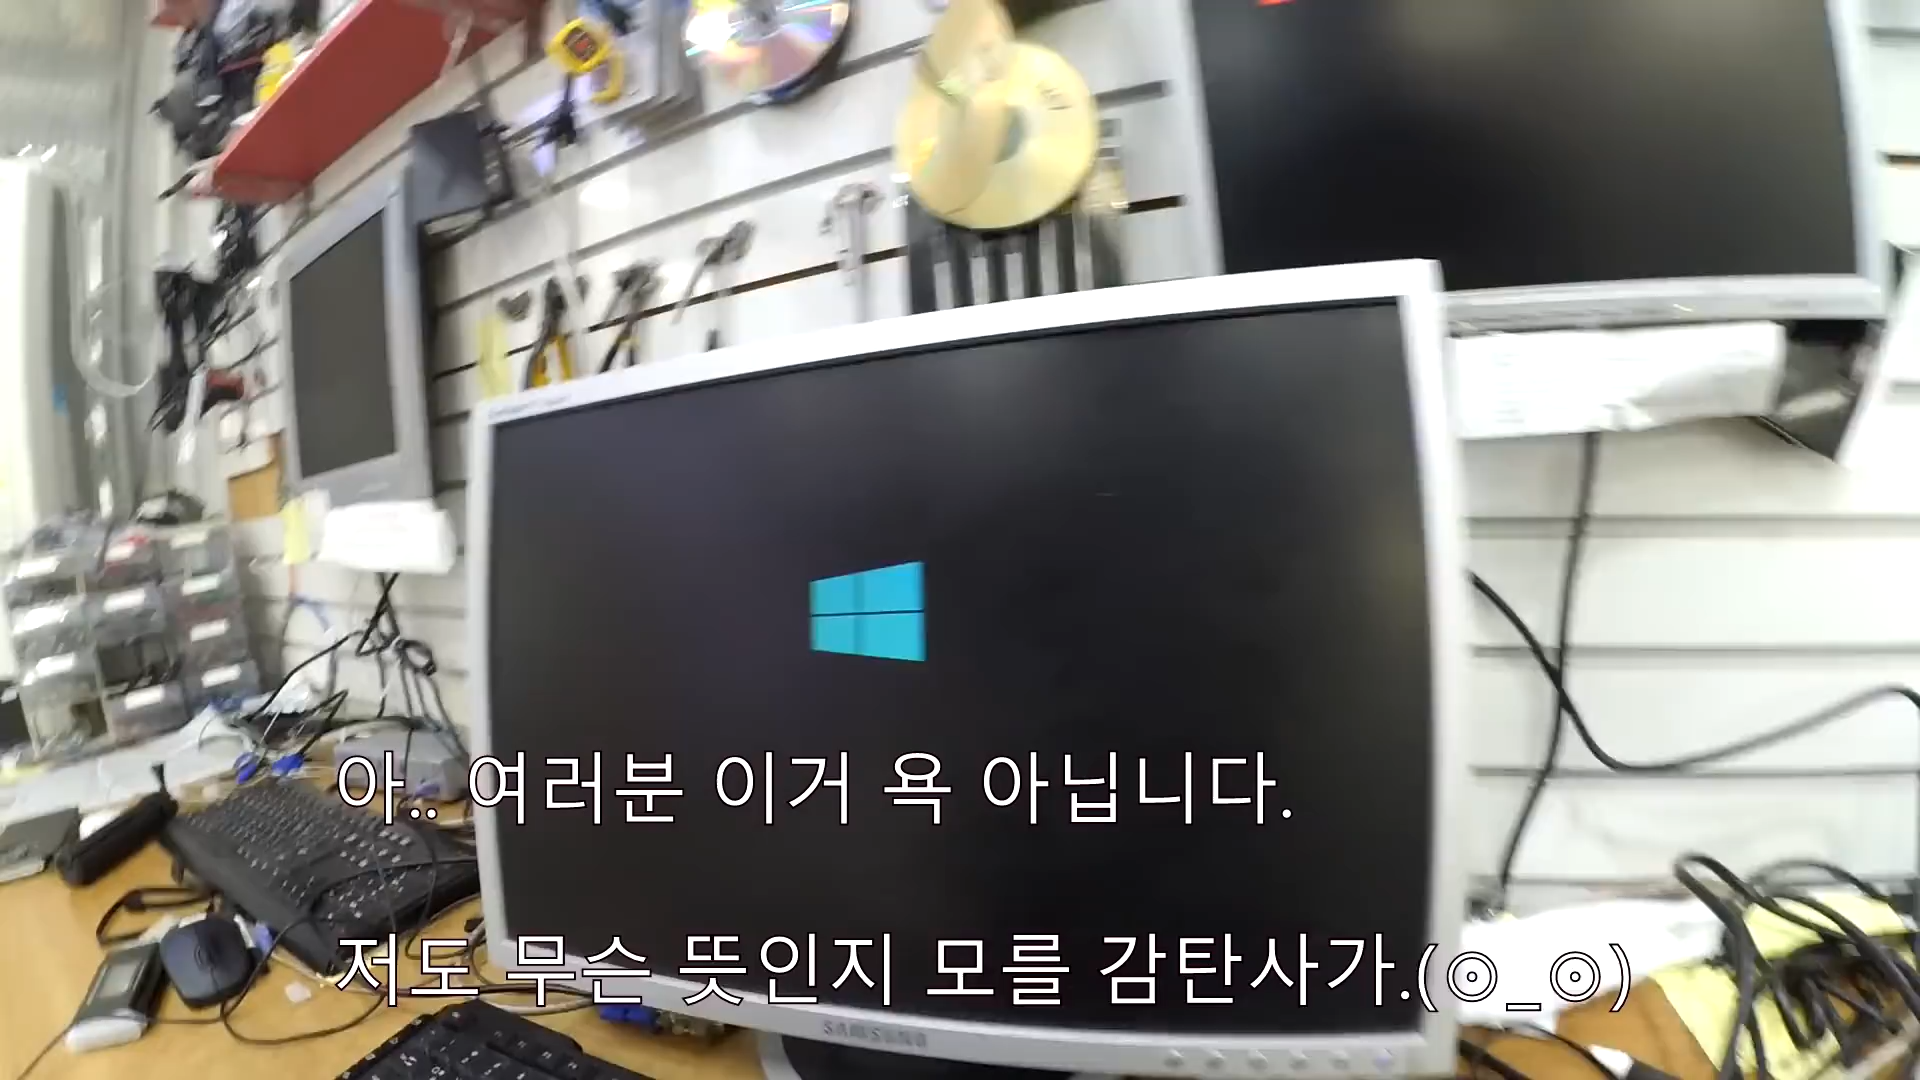 아.. 여러분 이거 욕 아닙니다.
저도 무슨 뜻인지 모를 감탄사가.(⊙_⊙)
SAMSUNG